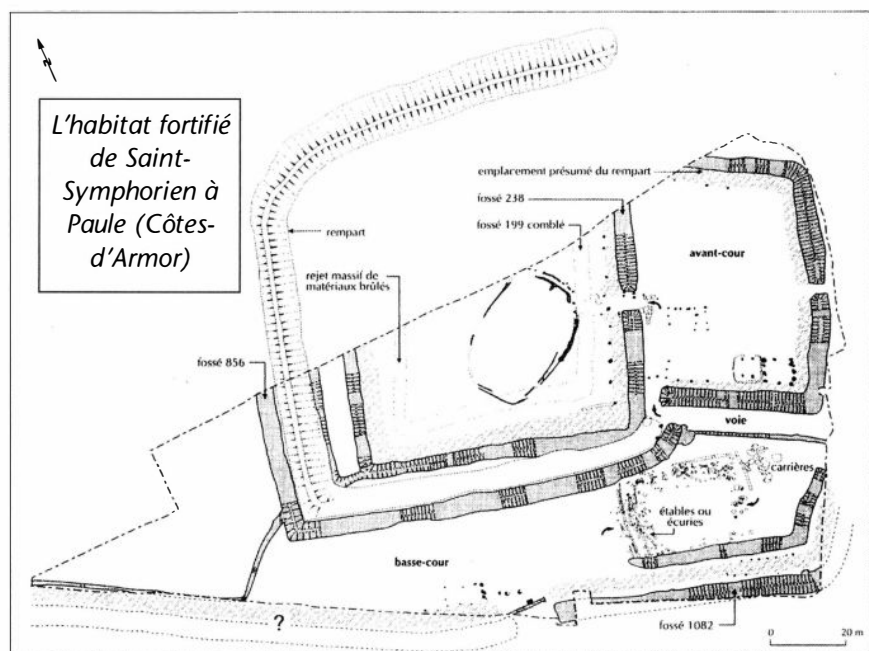 N
L'habitat fortifié
de Saint-
Symphorien à
Paule (Côtes-
d'Armor)
emplacement présumé du rempart
fossé 238
fossé 199 comblé
rempart
avant-cour
rejet massif de
matériaux brûlés
fossé 856
voie
carrières
étables ou
écuries
basse-cour
?
fossé 1082
0 20 m